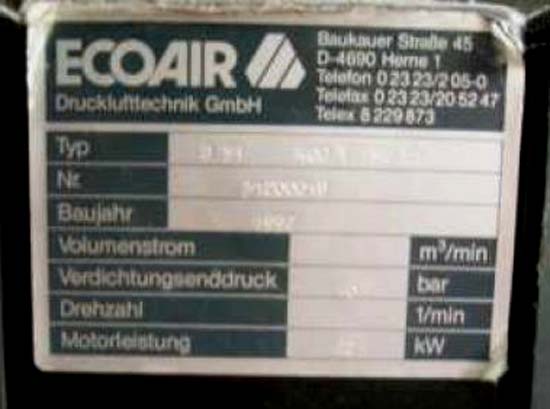 ECOAIR
Drucklufttechnik GmbH
Baukauer Straße 45
D-4690 Herne 1
Telefon 0 23 23/2 05-0
Telefax 0 23 23/20 52 47
Telex 8 229 873
Typ
Nr.
Baujahr
Volumenstrom m³/min
Verdichtungsenddruck bar
Drehzahl 1/min
Motorleistung kW